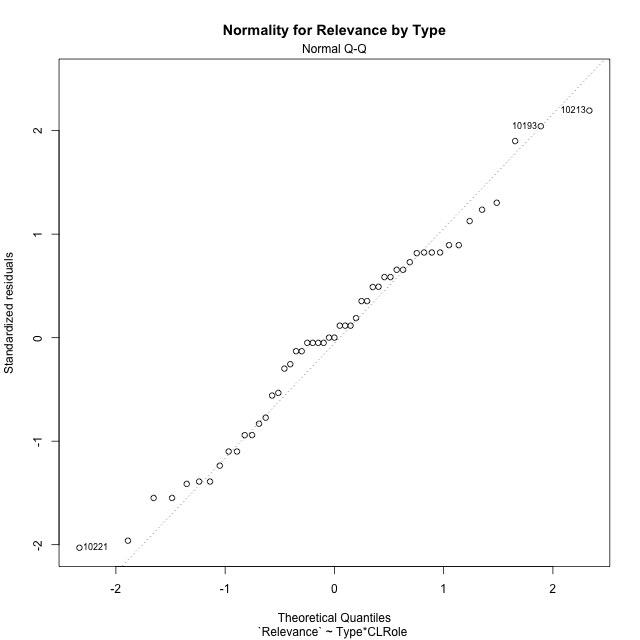 Normality for Relevance by Type
Normal Q-Q
Standardized residuals
2
1
0
-1
-2
10213
10193
10221
-2
-1
0
1
2
Theoretical Quantiles
`Relevance` ~ Type*CLRole